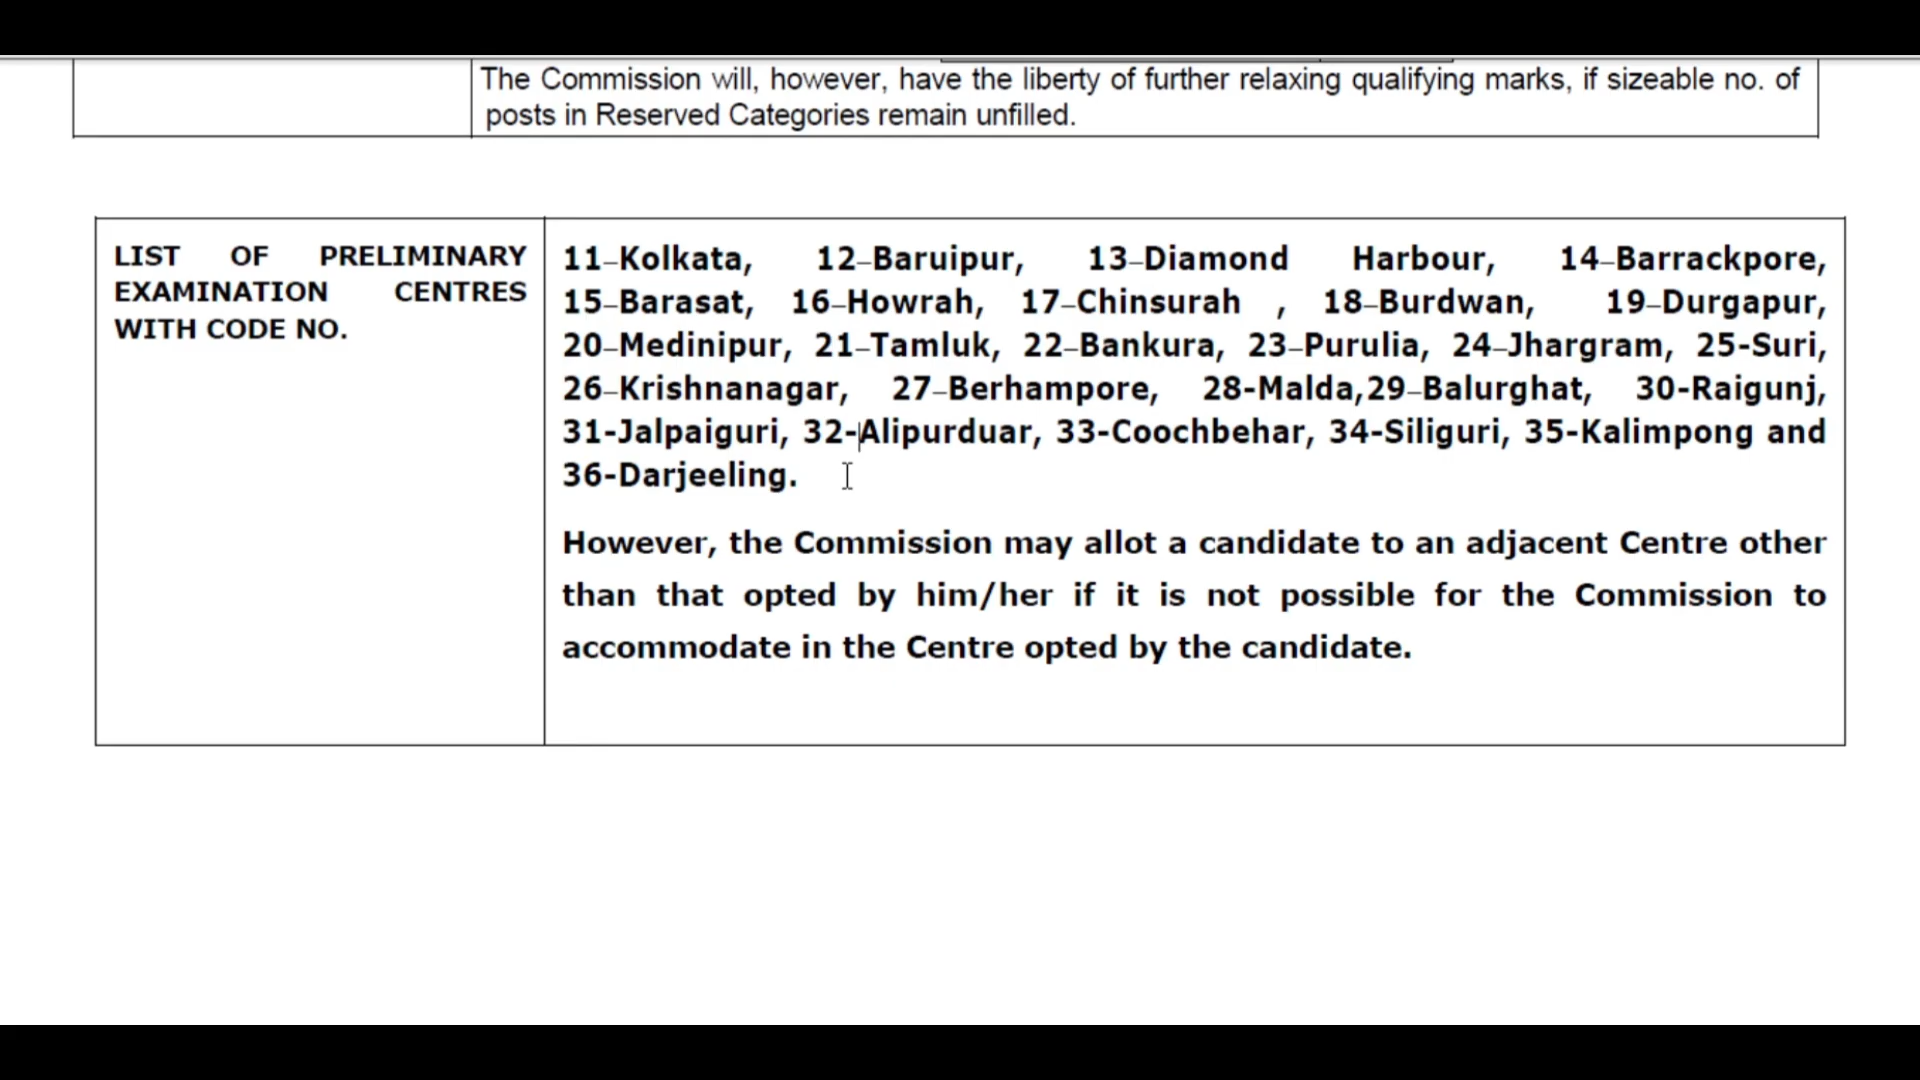 The Commission will, however, have the liberty of further relaxing qualifying marks, if sizeable no. of
posts in Reserved Categories remain unfilled.
LIST OF PRELIMINARY
EXAMINATION CENTRES
WITH CODE NO.
11–Kolkata, 12–Baruipur, 13–Diamond Harbour, 14–Barrackpore,
15–Barasat, 16–Howrah, 17–Chinsurah , 18–Burdwan, 19–Durgapur,
20–Medinipur, 21–Tamluk, 22–Bankura, 23–Purulia, 24–Jhargram, 25-Suri,
26–Krishnanagar, 27–Berhampore, 28-Malda,29–Balurghat, 30-Raigunj,
31-Jalpaiguri, 32-Alipurduar, 33-Coochbehar, 34-Siliguri, 35-Kalimpong and
36-Darjeeling.
However, the Commission may allot a candidate to an adjacent Centre other
than that opted by him/her if it is not possible for the Commission to
accommodate in the Centre opted by the candidate.